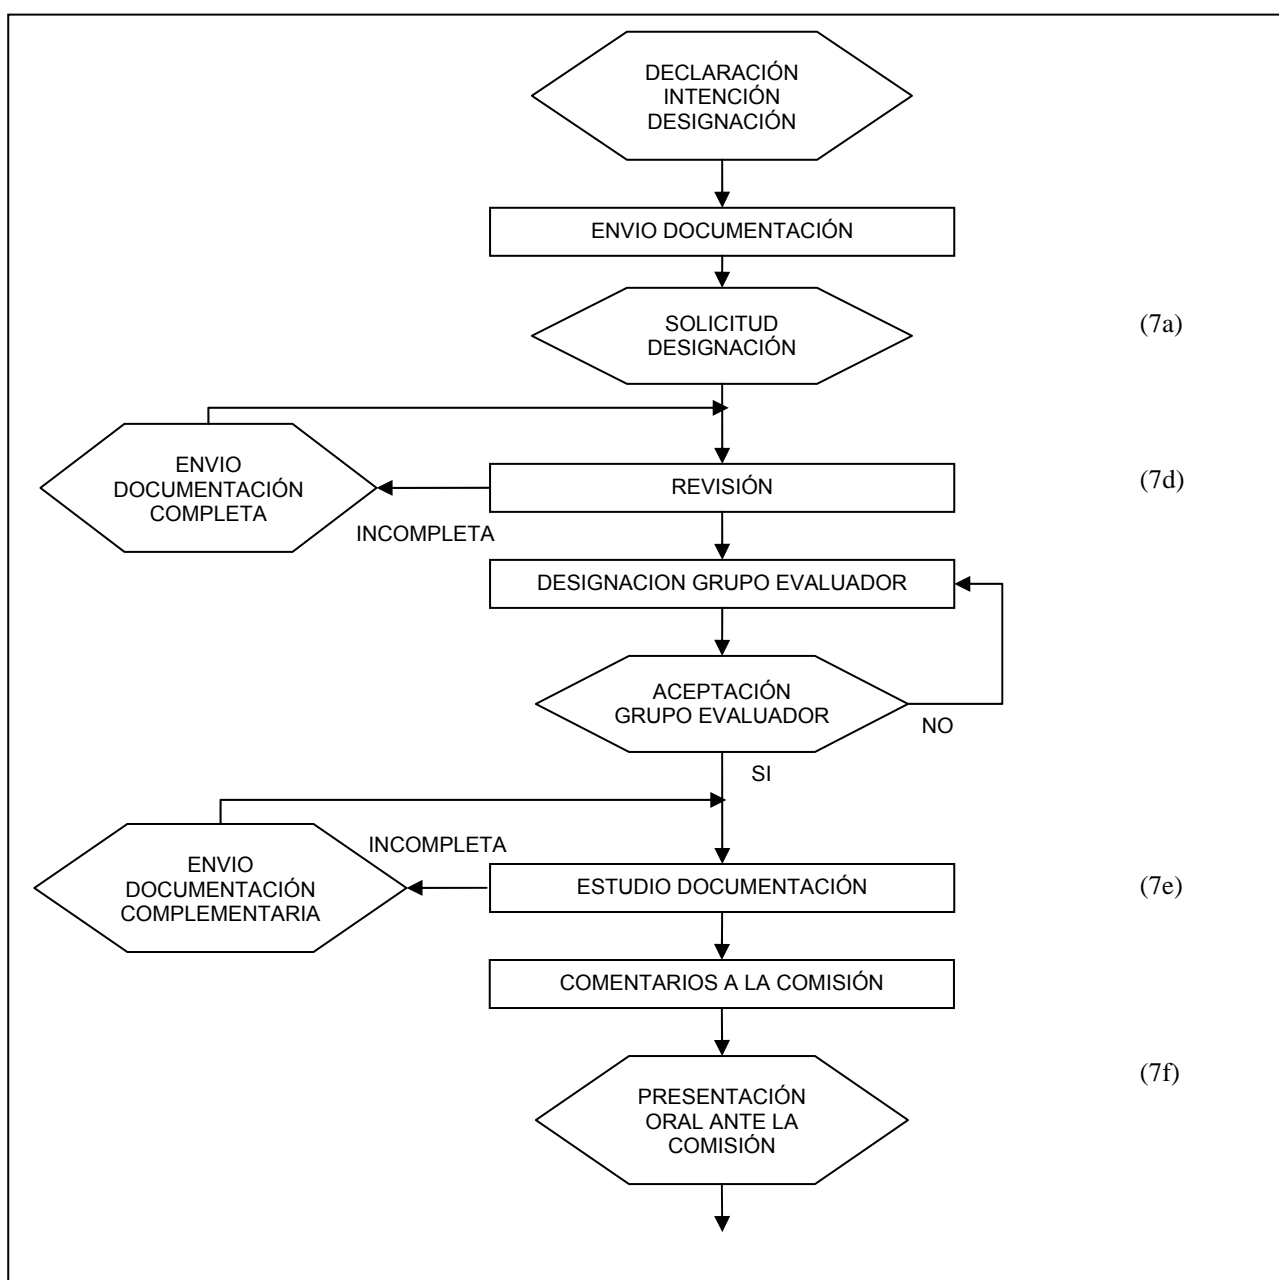 DECLARACIÓN
INTENCIÓN
DESIGNACIÓN
ENVIO DOCUMENTACIÓN
SOLICITUD
DESIGNACIÓN
(7a)
ENVIO
DOCUMENTACIÓN
COMPLETA
REVISIÓN
(7d)
INCOMPLETA
DESIGNACION GRUPO EVALUADOR
ACEPTACIÓN
GRUPO EVALUADOR
NO
SI
INCOMPLETA
ENVIO
DOCUMENTACIÓN
COMPLEMENTARIA
ESTUDIO DOCUMENTACIÓN
(7e)
COMENTARIOS A LA COMISIÓN
(7f)
PRESENTACIÓN
ORAL ANTE LA
COMISIÓN